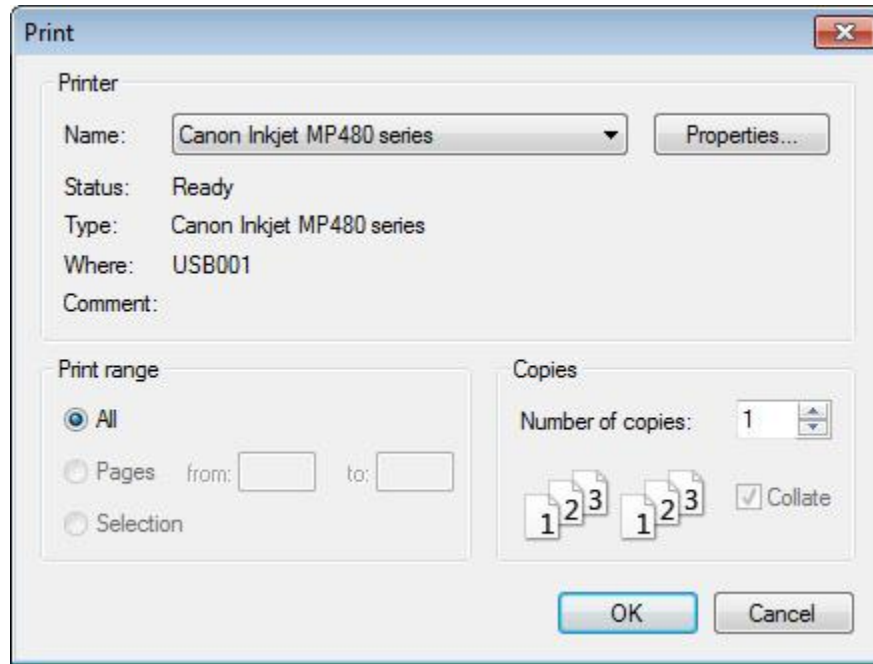 Print
Printer
Name: Canon Inkjet MP480 series Properties...
Status: Ready
Type: Canon Inkjet MP480 series
Where: USB001
Comment:
Print range
All
Pages from: to:
Selection
Copies
Number of copies: 1
1 2 3 1 2 3 Collate
OK Cancel